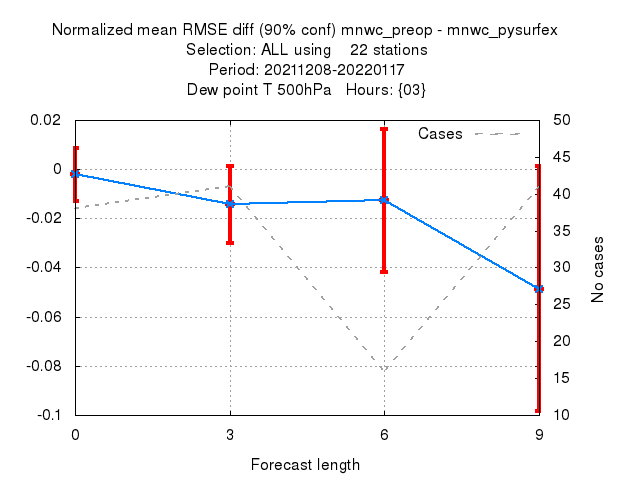 Normalized mean RMSE diff (90% conf) mnwc_preop - mnwc_pysurfex
Selection: ALL using    22 stations
Period: 20211208-20220117
Dew point T 500hPa   Hours: {03}
0.02
0
-0.02
-0.04
-0.06
-0.08
-0.1
Cases
50
45
40
35
30
25
20
15
10
No cases
0 3 6 9
Forecast length